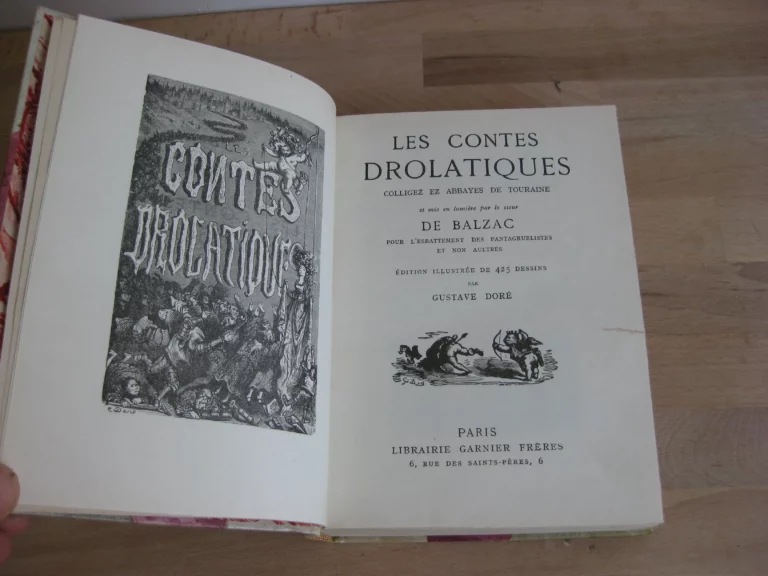 LES
CONTES
DROLATIQUES
G. Doré
LES CONTES
DROLATIQUES
COLLIGEZ EZ ABBAYES DE TOURAINE
et mis en lumière par le sieur
DE BALZAC
POUR L'ESBATTEMENT DES PANTAGRUELISTES
ET NON AULTRES
ÉDITION ILLUSTRÉE DE 425 DESSINS
PAR
GUSTAVE DORÉ
PARIS
LIBRAIRIE GARNIER FRÈRES
6, RUE DES SAINTS-PÈRES, 6